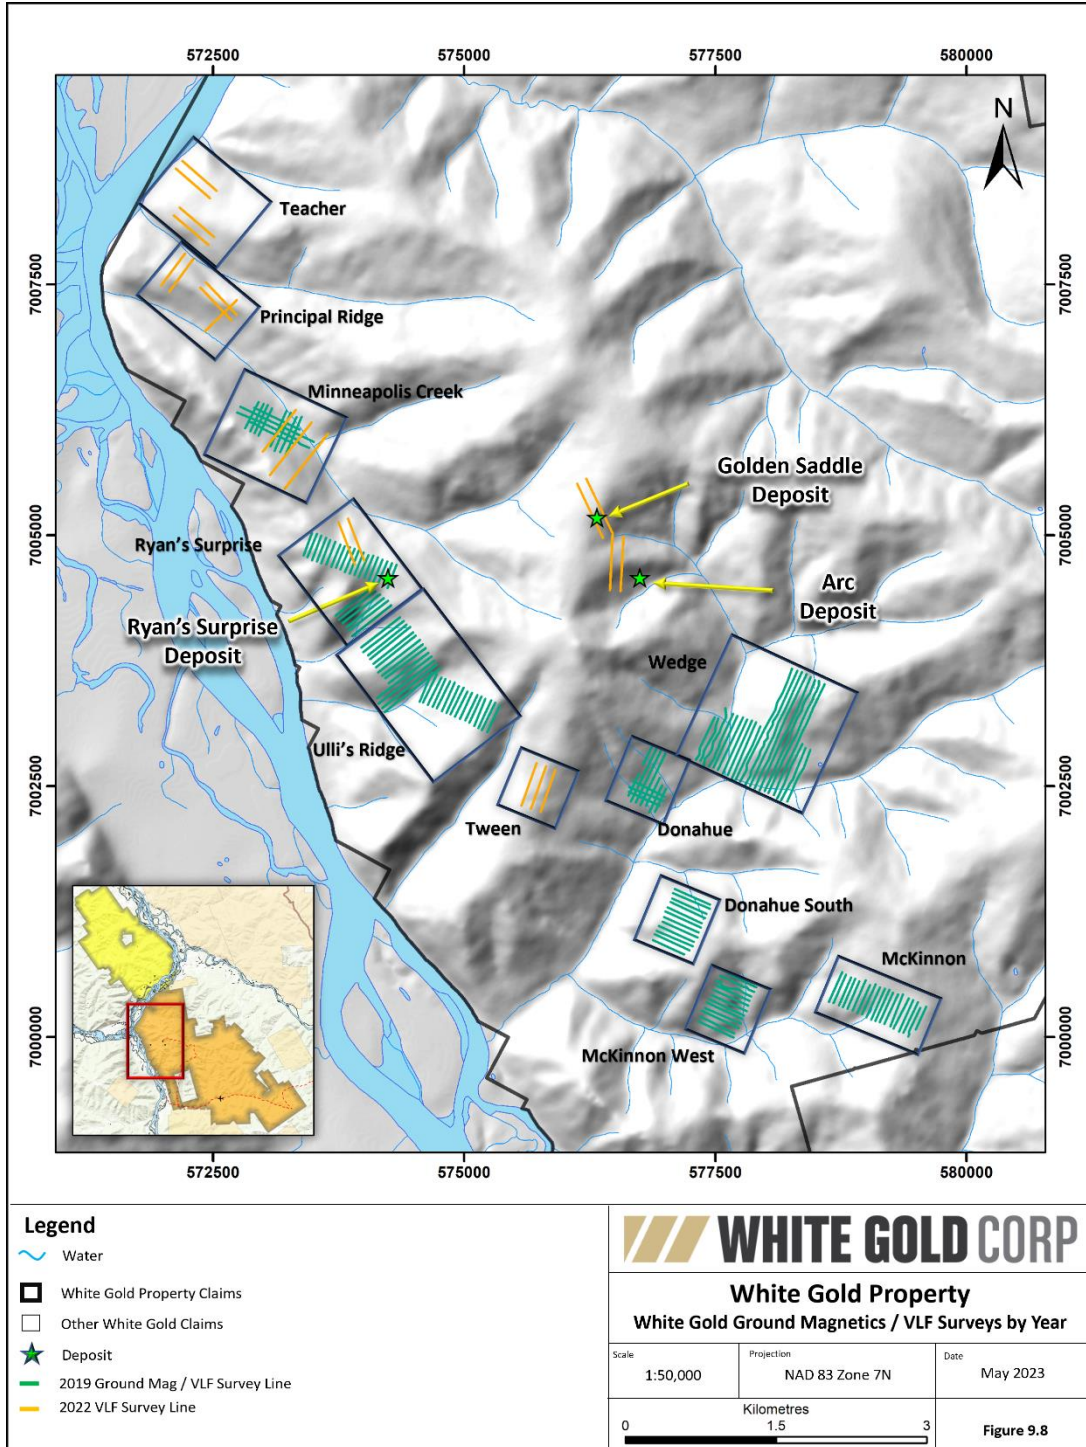 572500 575000 577500 580000
N
Teacher
7007500 7007500
Principal Ridge
Minneapolis Creek
Golden Saddle
Deposit
7005000 7005000
Ryan's Surprise
Arc
Deposit
Ryan's Surprise
Deposit
Wedge
Ulli's Ridge
7002500 7002500
Tween
Donahue
Donahue South
McKinnon
7000000 7000000
McKinnon West
572500 575000 577500 580000
Legend
Water
White Gold Property Claims
Other White Gold Claims
Deposit
2019 Ground Mag / VLF Survey Line
2022 VLF Survey Line
WHITE GOLD CORP
White Gold Property
White Gold Ground Magnetics / VLF Surveys by Year
Scale
1:50,000
Projection
NAD 83 Zone 7N
Date
May 2023
Kilometres
0 1.5 3
Figure 9.8